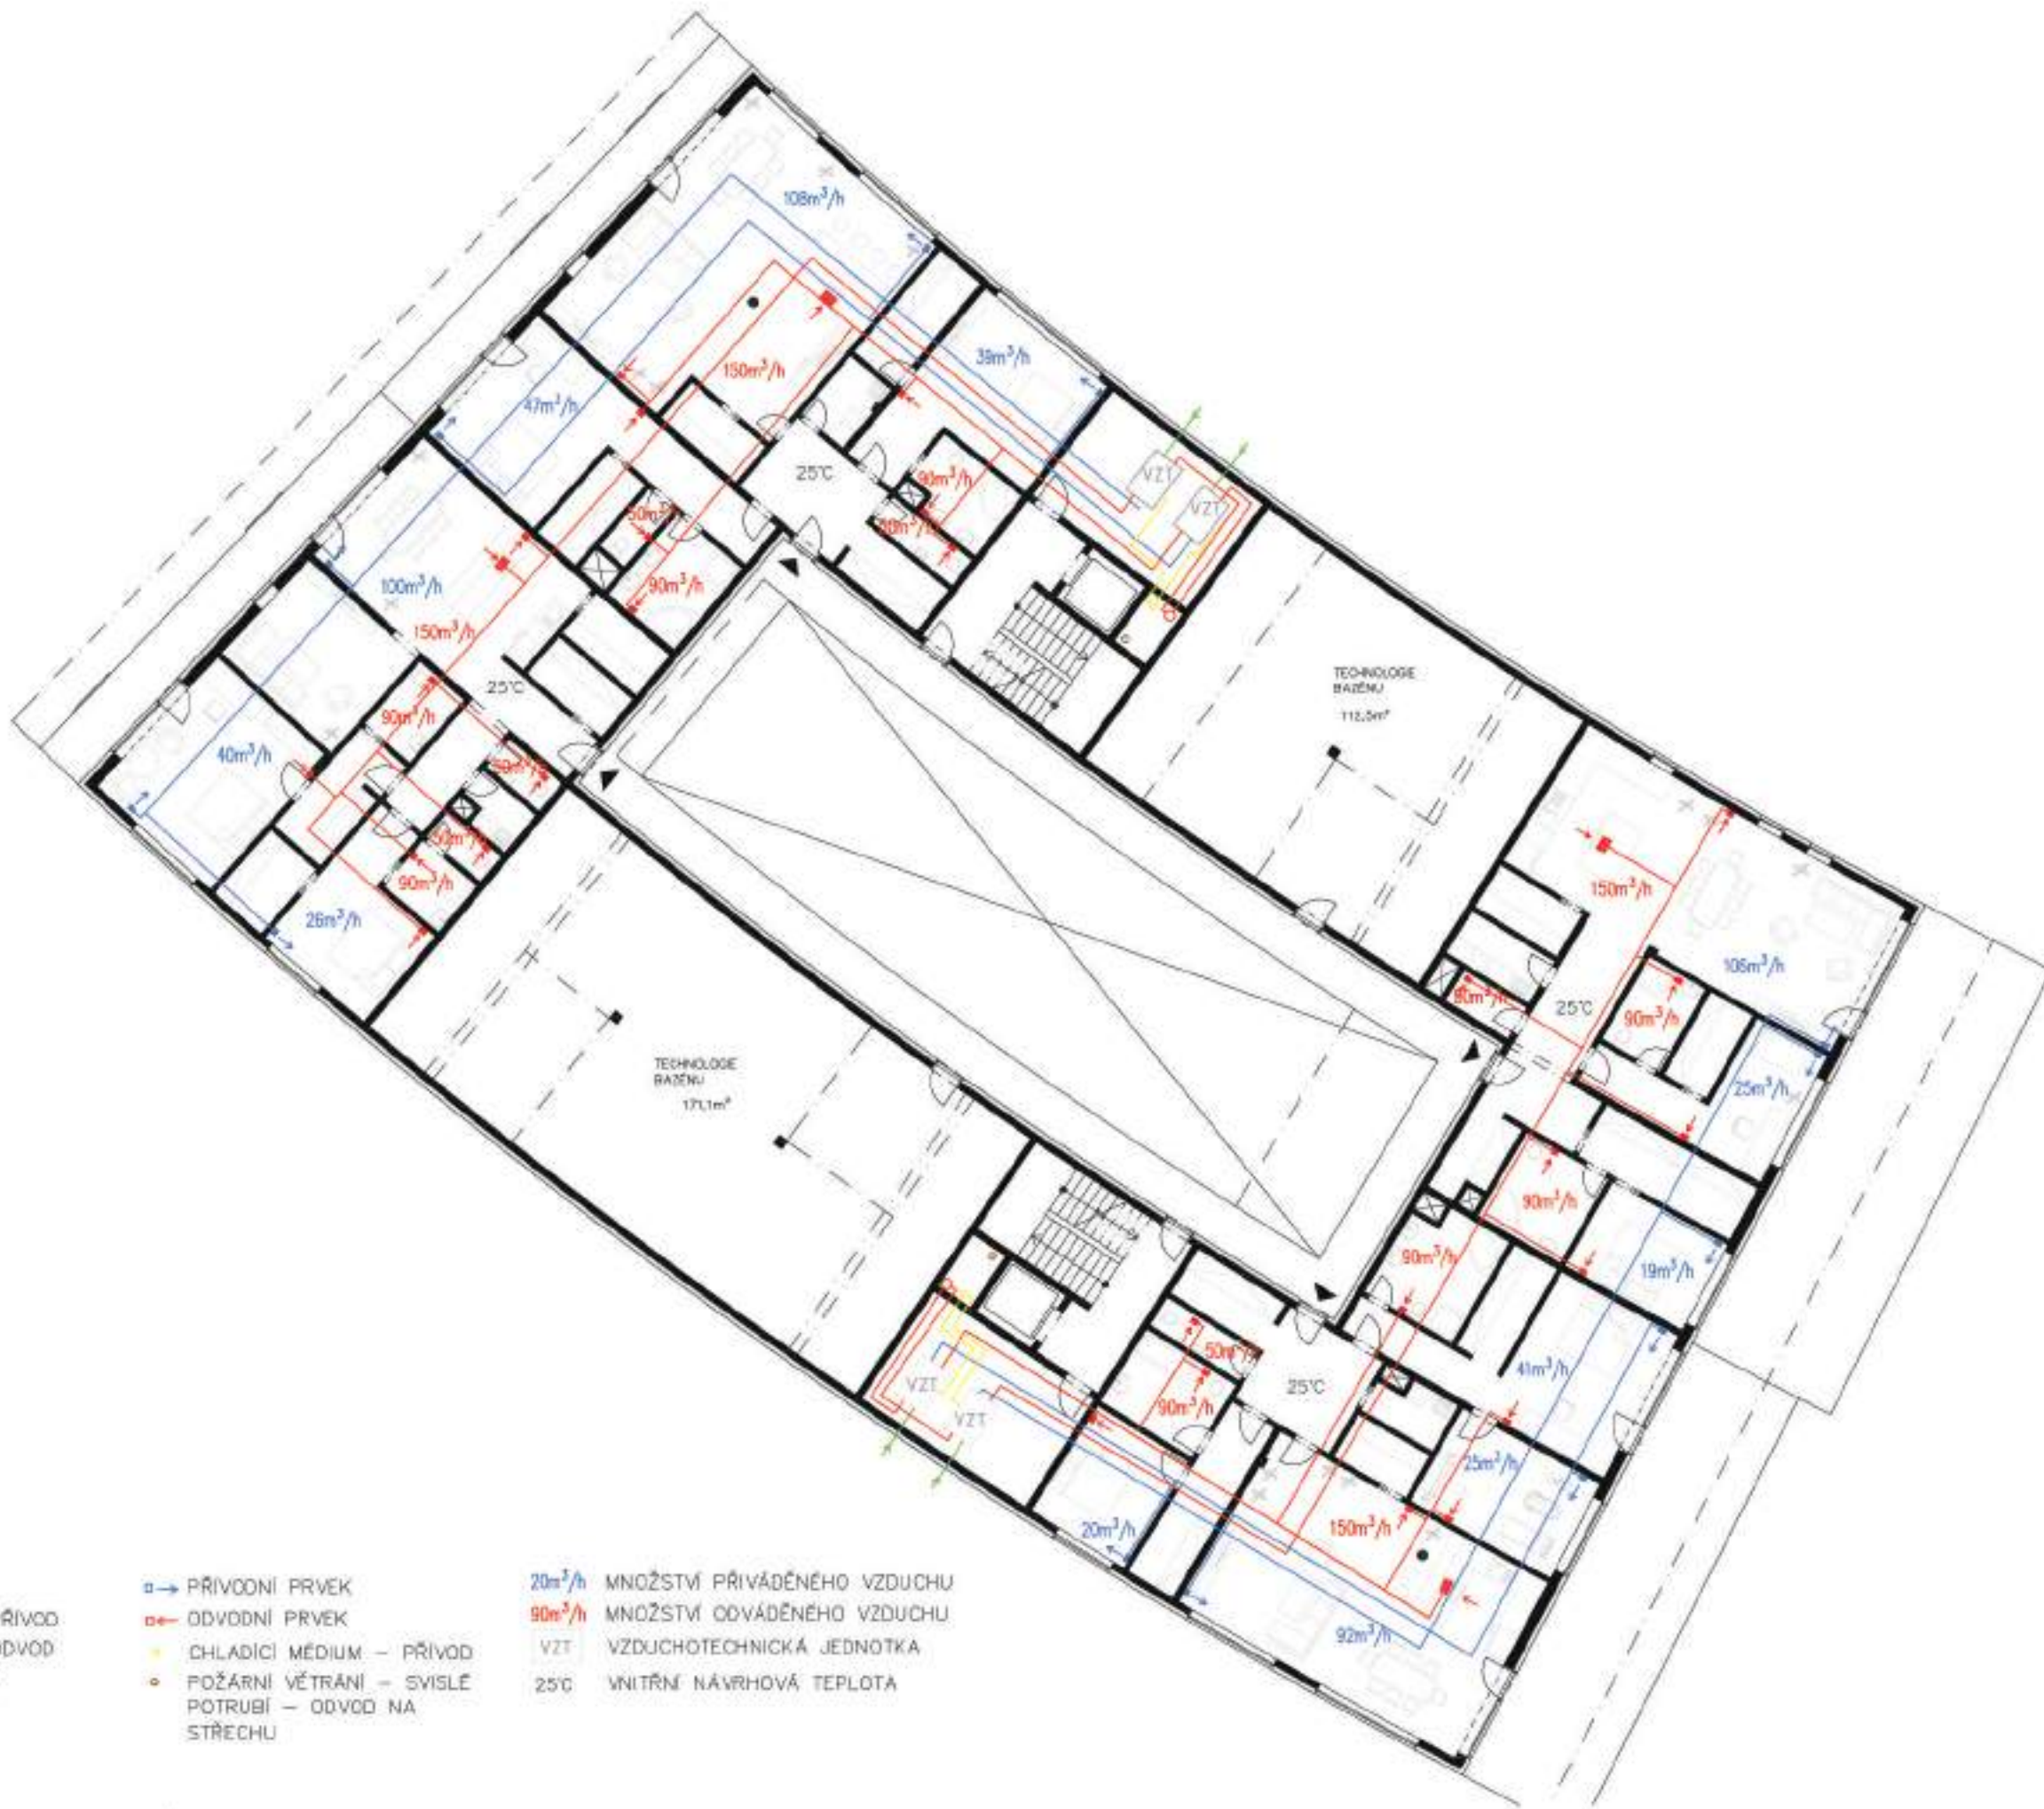 108m³/h
39m³/h
150m³/h
47m³/h
VZT
VZT
25°C
90m³/h
50m³/h
90m³/h
100m³/h
150m³/h
25°C
90m³/h
40m³/h
50m³/h
90m³/h
26m³/h
TECHNOLOGIE
BAZÉNU
112,5m²
150m³/h
106m³/h
25°C
90m³/h
25m³/h
TECHNOLOGIE
BAZÉNU
171,1m²
90m³/h
90m³/h
19m³/h
50m³/h
41m³/h
VZT
25°C
VZT
90m³/h
25m³/h
20m³/h
150m³/h
92m³/h
PŘÍVODNÍ PRVEK
ODVODNÍ PRVEK
CHLADÍCÍ MÉDIUM – PŘÍVOD
POŽÁRNÍ VĚTRÁNÍ – SVISLÉ
POTRUBÍ – ODVOD NA
STŘECHU
20m³/h MNOŽSTVÍ PŘIVÁDĚNÉHO VZDUCHU
90m³/h MNOŽSTVÍ ODVÁDĚNÉHO VZDUCHU
VZT VZDUCHOTECHNICKÁ JEDNOTKA
25°C VNITŘNÍ NÁVRHOVÁ TEPLOTA